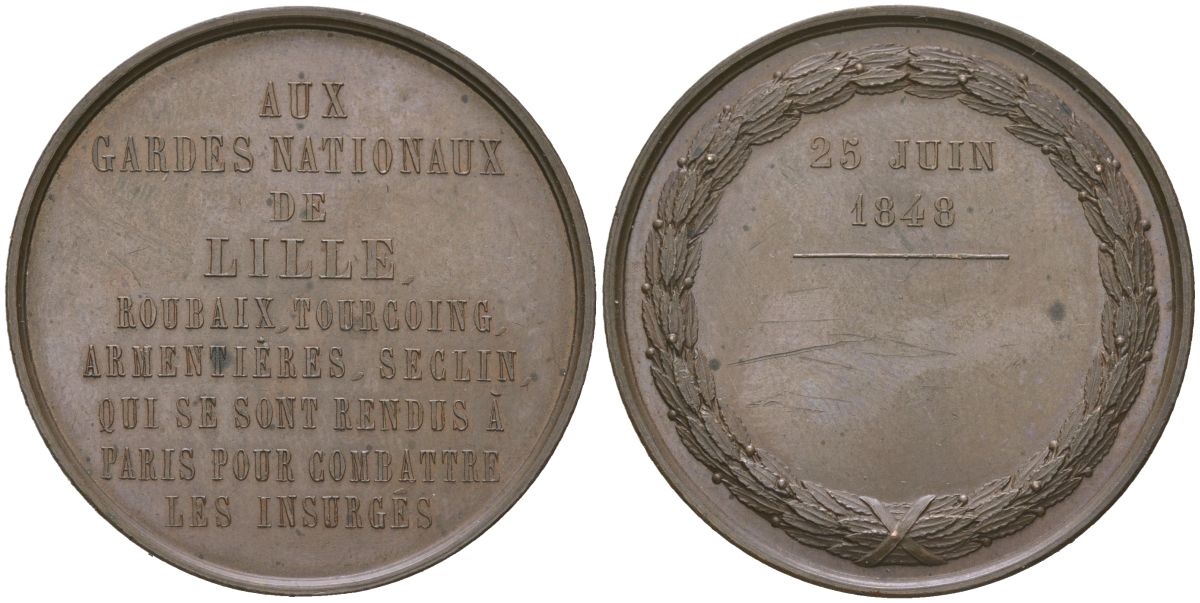 AUX
GARDES NATIONAUX
DE
LILLE,
ROUBAIX, TOURCOING,
ARMENTIÈRES, SECLIN,
QUI SE SONT RENDUS À
PARIS POUR COMBATTRE
LES INSURGÉS
25 JUIN
1848